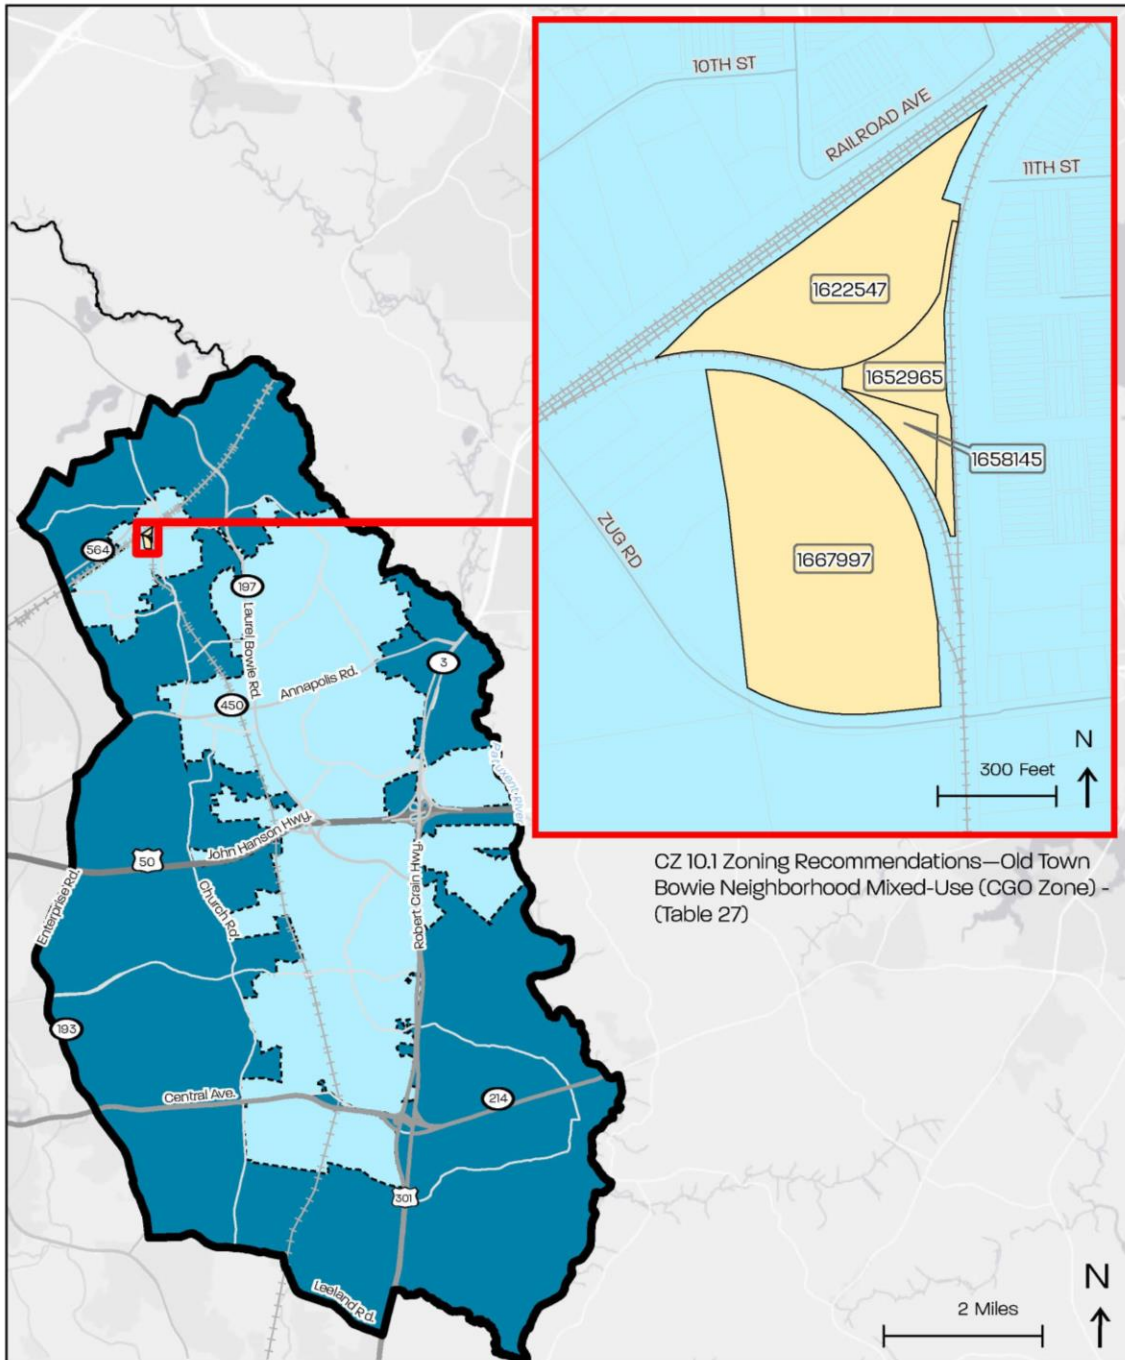 10TH ST
RAILROAD AVE
11TH ST
1622547
1652965
1658145
ZUG RD
1667997
N
300 Feet
CZ 10.1 Zoning Recommendations—Old Town
Bowie Neighborhood Mixed-Use (CGO Zone) -
(Table 27)
564
197
Laurel Bowie Rd.
3
Annapolis Rd.
450
Patuxent River
John Hanson Hwy.
50
Enterprise Rd.
Church Rd.
Robert Crain Hwy.
193
Central Ave.
214
301
Leeland Rd.
N
2 Miles